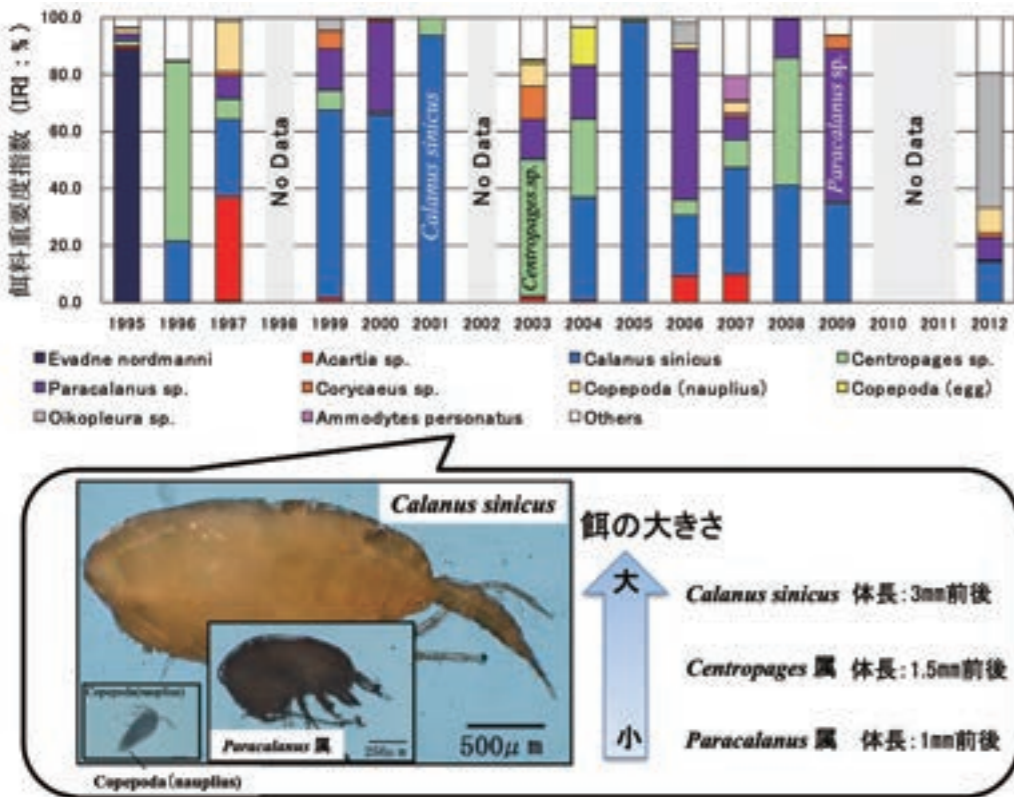 餌料重要度指数 (IRI : %)
100.0
80.0
60.0
40.0
20.0
0.0
No Data
Calanus sinicus
No Data
Centropages sp.
Paracalanus sp.
No Data
1995 1996 1997 1998 1999 2000 2001 2002 2003 2004 2005 2006 2007 2008 2009 2010 2011 2012
Evadne nordmanni Acartia sp. Calanus sinicus Centropages sp.
Paracalanus sp. Corycaeus sp. Copepoda (nauplius) Copepoda (egg)
Oikopleura sp. Ammodytes personatus Others
Calanus sinicus
Copepoda(nauplius)
Paracalanus 属
250μm
500μm
Copepoda(nauplius)
餌の大きさ
大
Calanus sinicus 体長:3mm前後
Centropages 属 体長:1.5mm前後
小
Paracalanus 属 体長:1mm前後